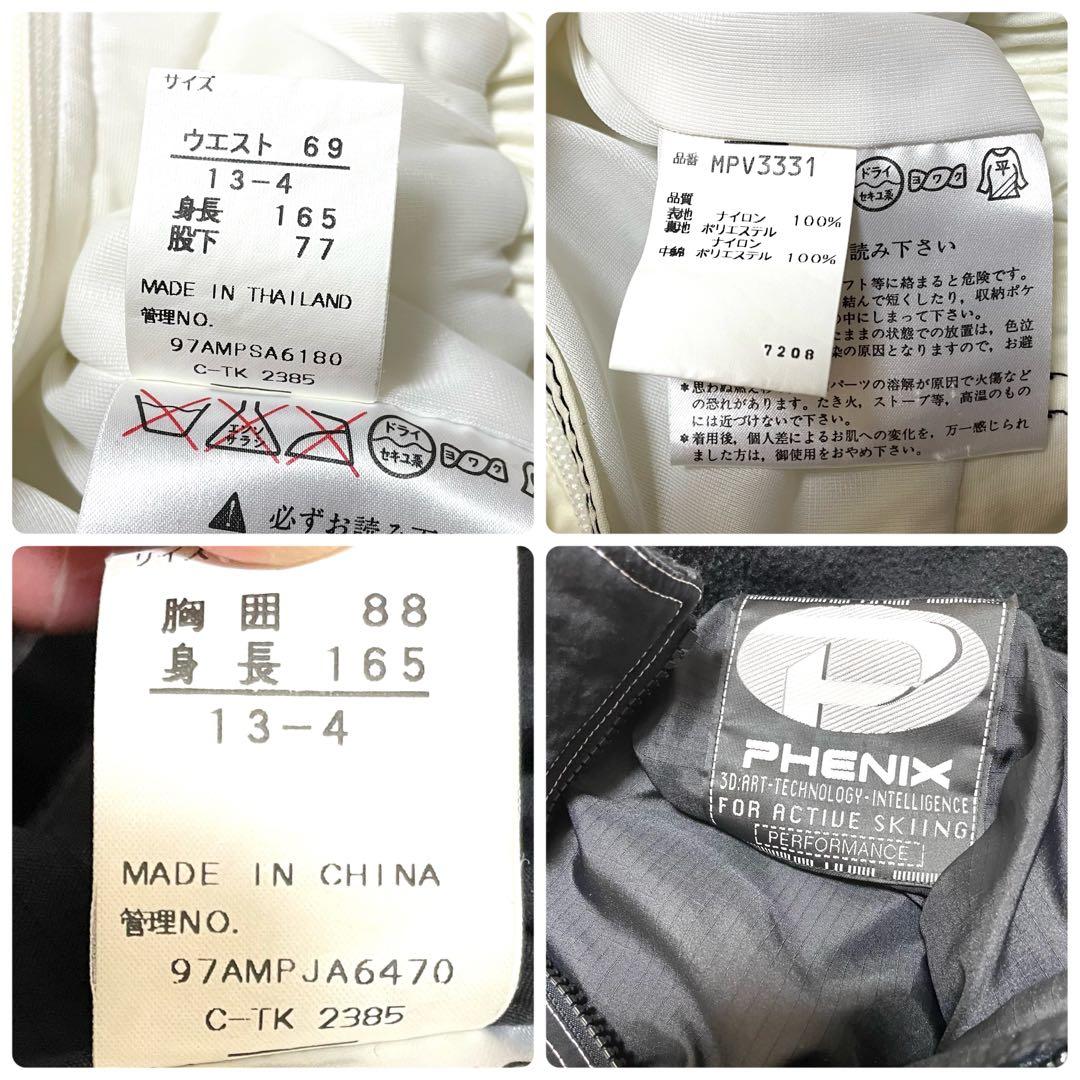 サイズ
ウエスト 69
13-4
身長 165
股下 77
MADE IN THAILAND
管理NO.
97AMPSA6180
C-TK 2385
エンソ
サラシ
ドライ
セキユ系
ヨワク
必ずお読み下
品番 MPV3331
品質
表地 ナイロン 100%
裏地 ポリエステル
ナイロン
中綿 ポリエステル 100%
7208
ドライ
セキユ系
ヨワク
平
読み下さい
フト等に絡まると危険です。
結んで短くしたり，収納ポケ
の中にしまって下さい。
たままの状態での放置は，色泣
染の原因となりますので，お避
*思わぬ燃え
パーツの溶解が原因で火傷など
の恐れがあります。たき火，ストーブ等，高温のもの
には近づけないで下さい。
*着用後，個人差によるお肌への変化を，万一感じられ
ました方は，御使用をおやめ下さい。
サイズ
胸囲 88
身長 165
13-4
MADE IN CHINA
管理NO.
97AMPJA6470
C-TK 2385
PHENIX
3D:ART-TECHNOLOGY-INTELLIGENCE
FOR ACTIVE SKIING
PERFORMANCE